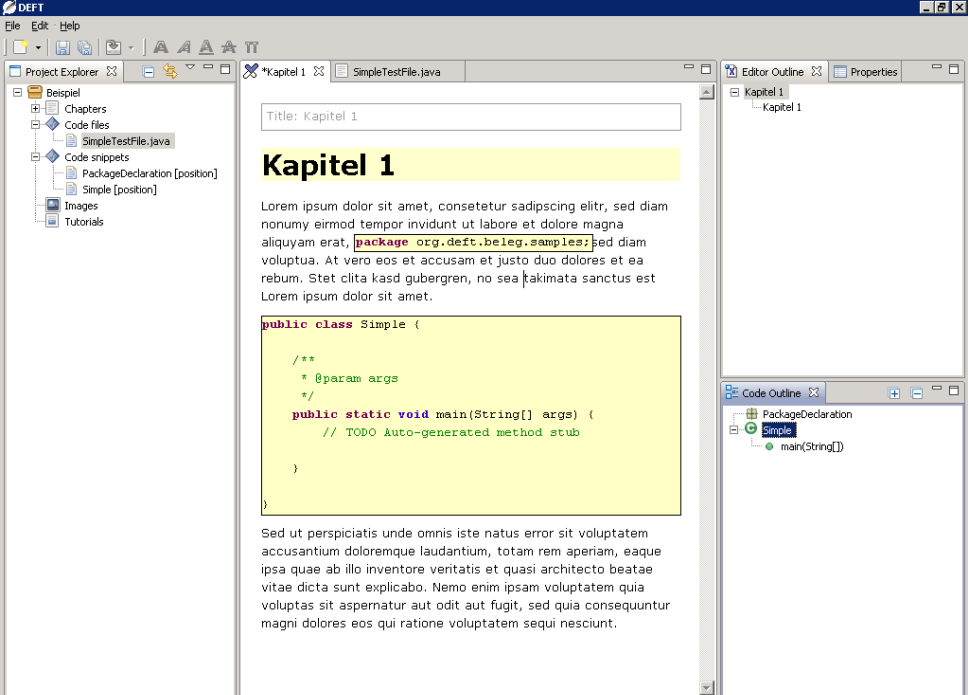 DEFT
File Edit Help
Project Explorer
Beispiel
Chapters
Code files
SimpleTestFile.java
Code snippets
PackageDeclaration [position]
Simple [position]
Images
Tutorials
*Kapitel 1 SimpleTestFile.java
Title: Kapitel 1
Kapitel 1
Lorem ipsum dolor sit amet, consetetur sadipscing elitr, sed diam
nonumy eirmod tempor invidunt ut labore et dolore magna
aliquyam erat, package org.deft.beleg.samples; sed diam
voluptua. At vero eos et accusam et justo duo dolores et ea
rebum. Stet clita kasd gubergren, no sea takimata sanctus est
Lorem ipsum dolor sit amet.
public class Simple {
/**
* @param args
*/
public static void main(String[] args) {
// TODO Auto-generated method stub
}
}
Sed ut perspiciatis unde omnis iste natus error sit voluptatem
accusantium doloremque laudantium, totam rem aperiam, eaque
ipsa quae ab illo inventore veritatis et quasi architecto beatae
vitae dicta sunt explicabo. Nemo enim ipsam voluptatem quia
voluptas sit aspernatur aut odit aut fugit, sed quia consequuntur
magni dolores eos qui ratione voluptatem sequi nesciunt.
Editor Outline Properties
Kapitel 1
Kapitel 1
Code Outline
PackageDeclaration
Simple
main(String[])